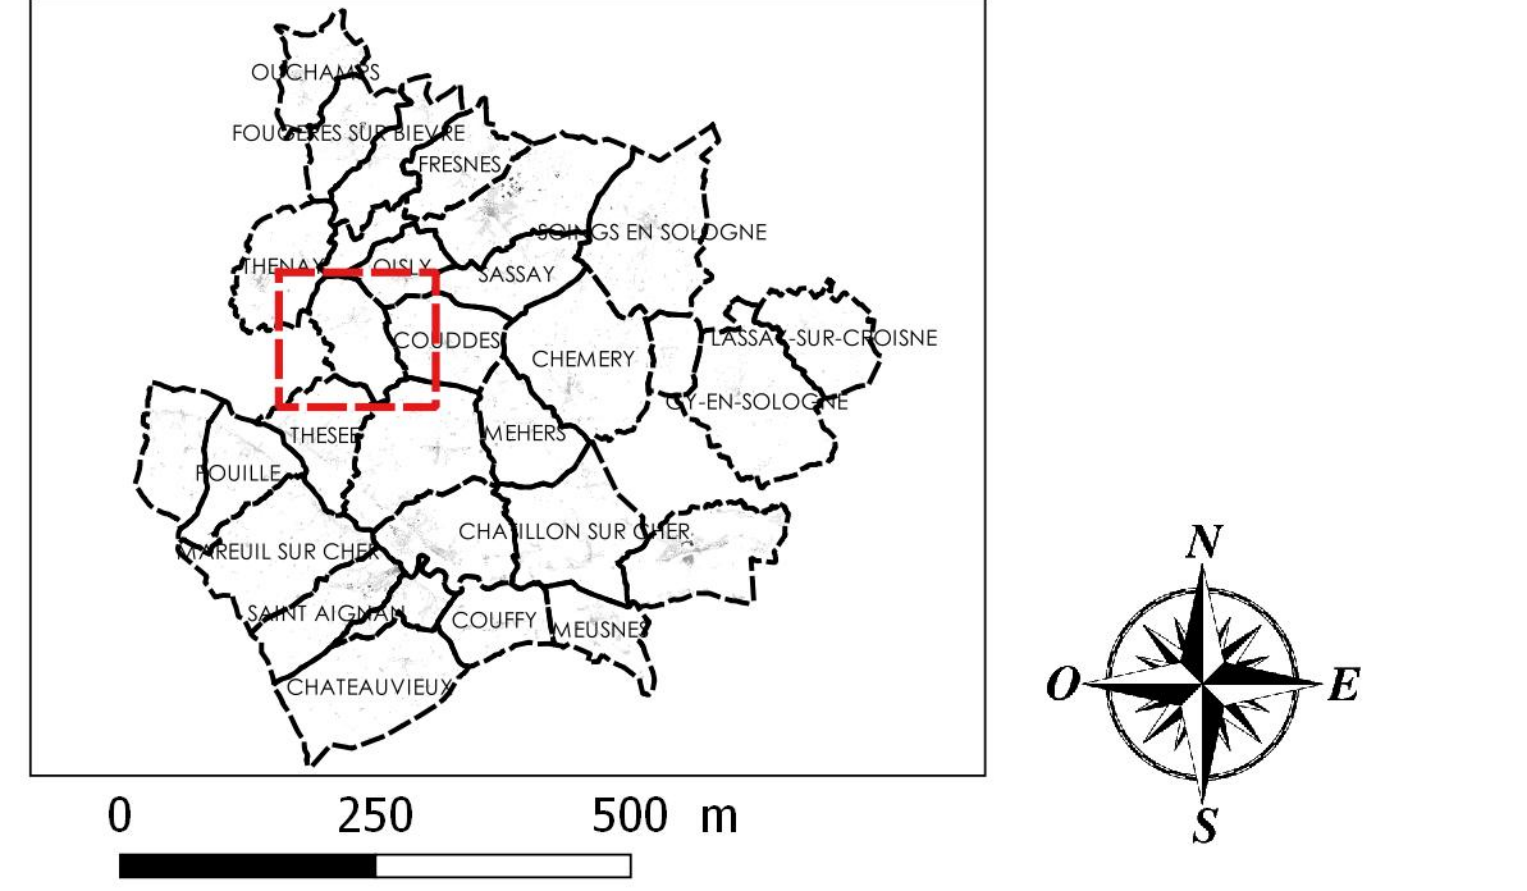 OUCHAMPS
FOUGERES SUR BIEVRE
FRESNES
SOINGS EN SOLOGNE
THENAY
OISLY
SASSAY
COUDDES
CHEMERY
LASSAY-SUR-CROISNE
GY-EN-SOLOGNE
THESEE
MEHERS
POUILLE
CHATILLON SUR CHER
MAREUIL SUR CHER
SAINT AIGNAN
COUFFY
MEUSNES
CHATEAUVIEUX
N
O
E
S
0 250 500 m